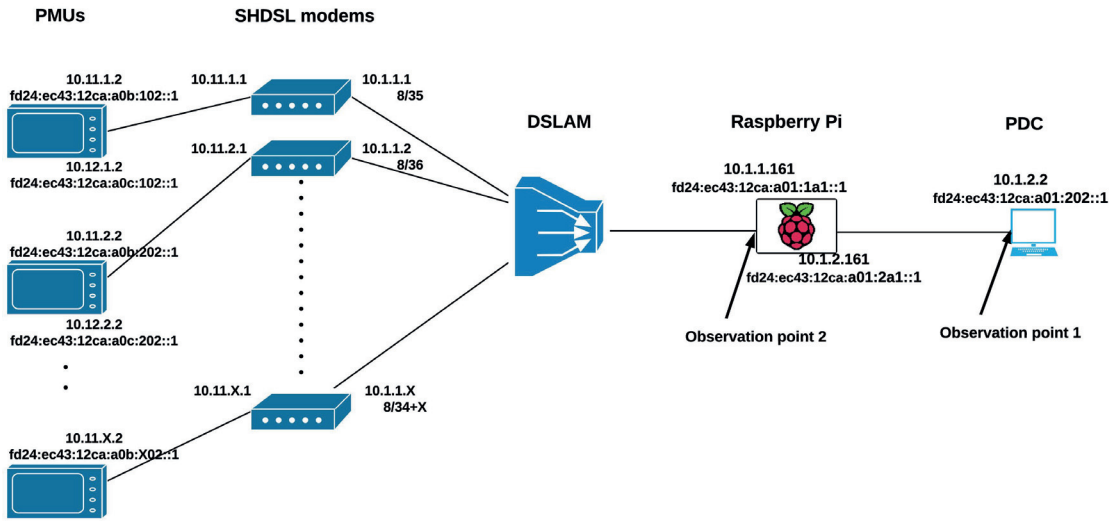 PMUs
SHDSL modems
10.11.1.2
fd24:ec43:12ca:a0b:102::1
10.11.1.1
10.1.1.1
8/35
10.12.1.2
fd24:ec43:12ca:a0c:102::1
10.11.2.1
10.1.1.2
8/36
DSLAM
Raspberry Pi
PDC
10.1.1.161
fd24:ec43:12ca:a01:1a1::1
10.1.2.2
fd24:ec43:12ca:a01:202::1
10.11.2.2
fd24:ec43:12ca:a0b:202::1
10.1.2.161
fd24:ec43:12ca:a01:2a1::1
10.12.2.2
fd24:ec43:12ca:a0c:202::1
Observation point 2
Observation point 1
10.11.X.1
10.1.1.X
8/34+X
10.11.X.2
fd24:ec43:12ca:a0b:X02::1